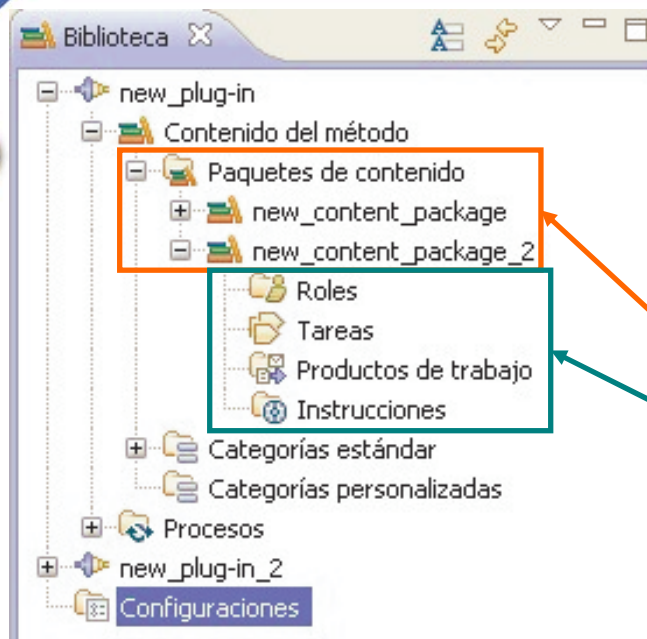 Biblioteca
new_plug-in
Contenido del método
Paquetes de contenido
new_content_package
new_content_package_2
Roles
Tareas
Productos de trabajo
Instrucciones
Categorías estándar
Categorías personalizadas
Procesos
new_plug-in_2
Configuraciones